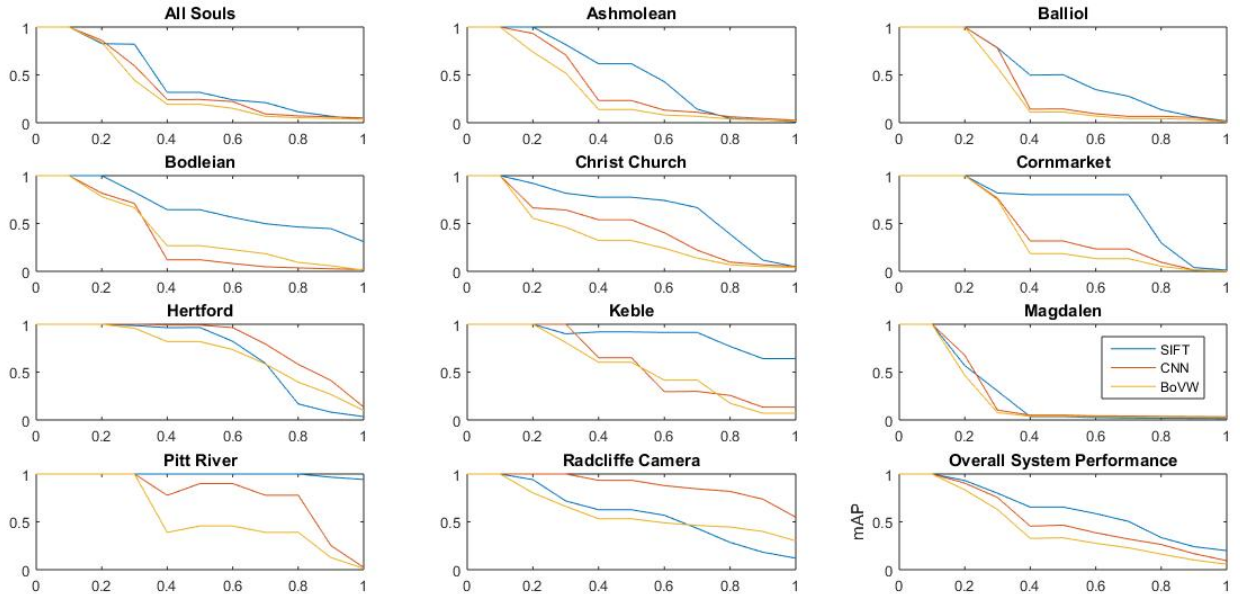 All Souls
1
0.5
0
0 0.2 0.4 0.6 0.8 1
Ashmolean
1
0.5
0
0 0.2 0.4 0.6 0.8 1
Balliol
1
0.5
0
0 0.2 0.4 0.6 0.8 1
Bodleian
1
0.5
0
0 0.2 0.4 0.6 0.8 1
Christ Church
1
0.5
0
0 0.2 0.4 0.6 0.8 1
Cornmarket
1
0.5
0
0 0.2 0.4 0.6 0.8 1
Hertford
1
0.5
0
0 0.2 0.4 0.6 0.8 1
Keble
1
0.5
0
0 0.2 0.4 0.6 0.8 1
Magdalen
1
0.5
0
SIFT
CNN
BoVW
0 0.2 0.4 0.6 0.8 1
Pitt River
1
0.5
0
0 0.2 0.4 0.6 0.8 1
Radcliffe Camera
1
0.5
0
0 0.2 0.4 0.6 0.8 1
Overall System Performance
mAP
1
0.5
0
0 0.2 0.4 0.6 0.8 1